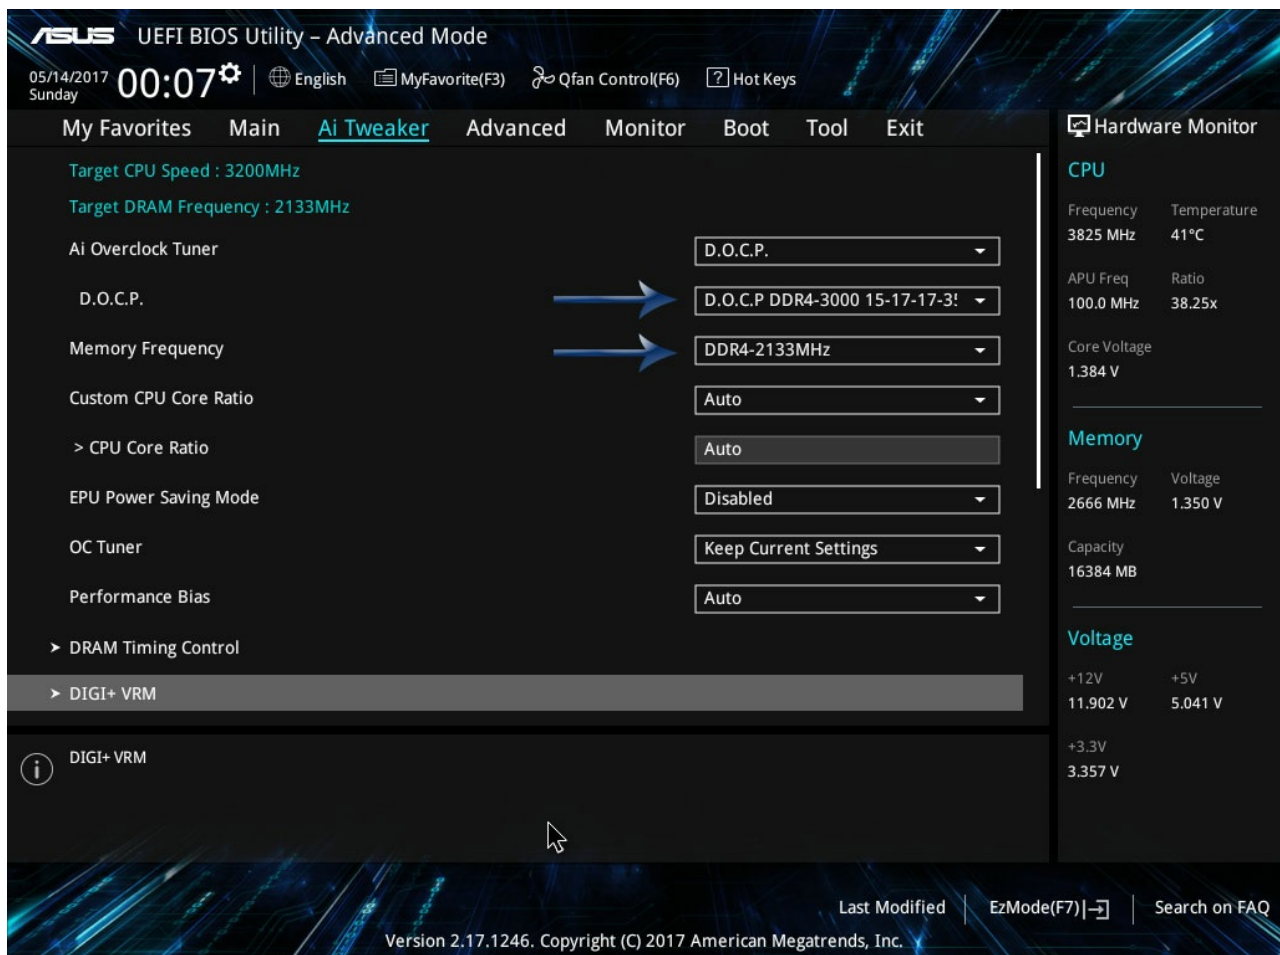 ASUS UEFI BIOS Utility – Advanced Mode
05/14/2017 Sunday 00:07 English MyFavorite(F3) Qfan Control(F6) ? Hot Keys
My Favorites Main Ai Tweaker Advanced Monitor Boot Tool Exit
Target CPU Speed : 3200MHz
Target DRAM Frequency : 2133MHz
Ai Overclock Tuner D.O.C.P.
D.O.C.P. D.O.C.P DDR4-3000 15-17-17-35
Memory Frequency DDR4-2133MHz
Custom CPU Core Ratio Auto
> CPU Core Ratio Auto
EPU Power Saving Mode Disabled
OC Tuner Keep Current Settings
Performance Bias Auto
> DRAM Timing Control
> DIGI+ VRM
DIGI+ VRM
Hardware Monitor
CPU
Frequency Temperature
3825 MHz 41°C
APU Freq Ratio
100.0 MHz 38.25x
Core Voltage
1.384 V
Memory
Frequency Voltage
2666 MHz 1.350 V
Capacity
16384 MB
Voltage
+12V +5V
11.902 V 5.041 V
+3.3V
3.357 V
Last Modified EzMode(F7) Search on FAQ
Version 2.17.1246. Copyright (C) 2017 American Megatrends, Inc.